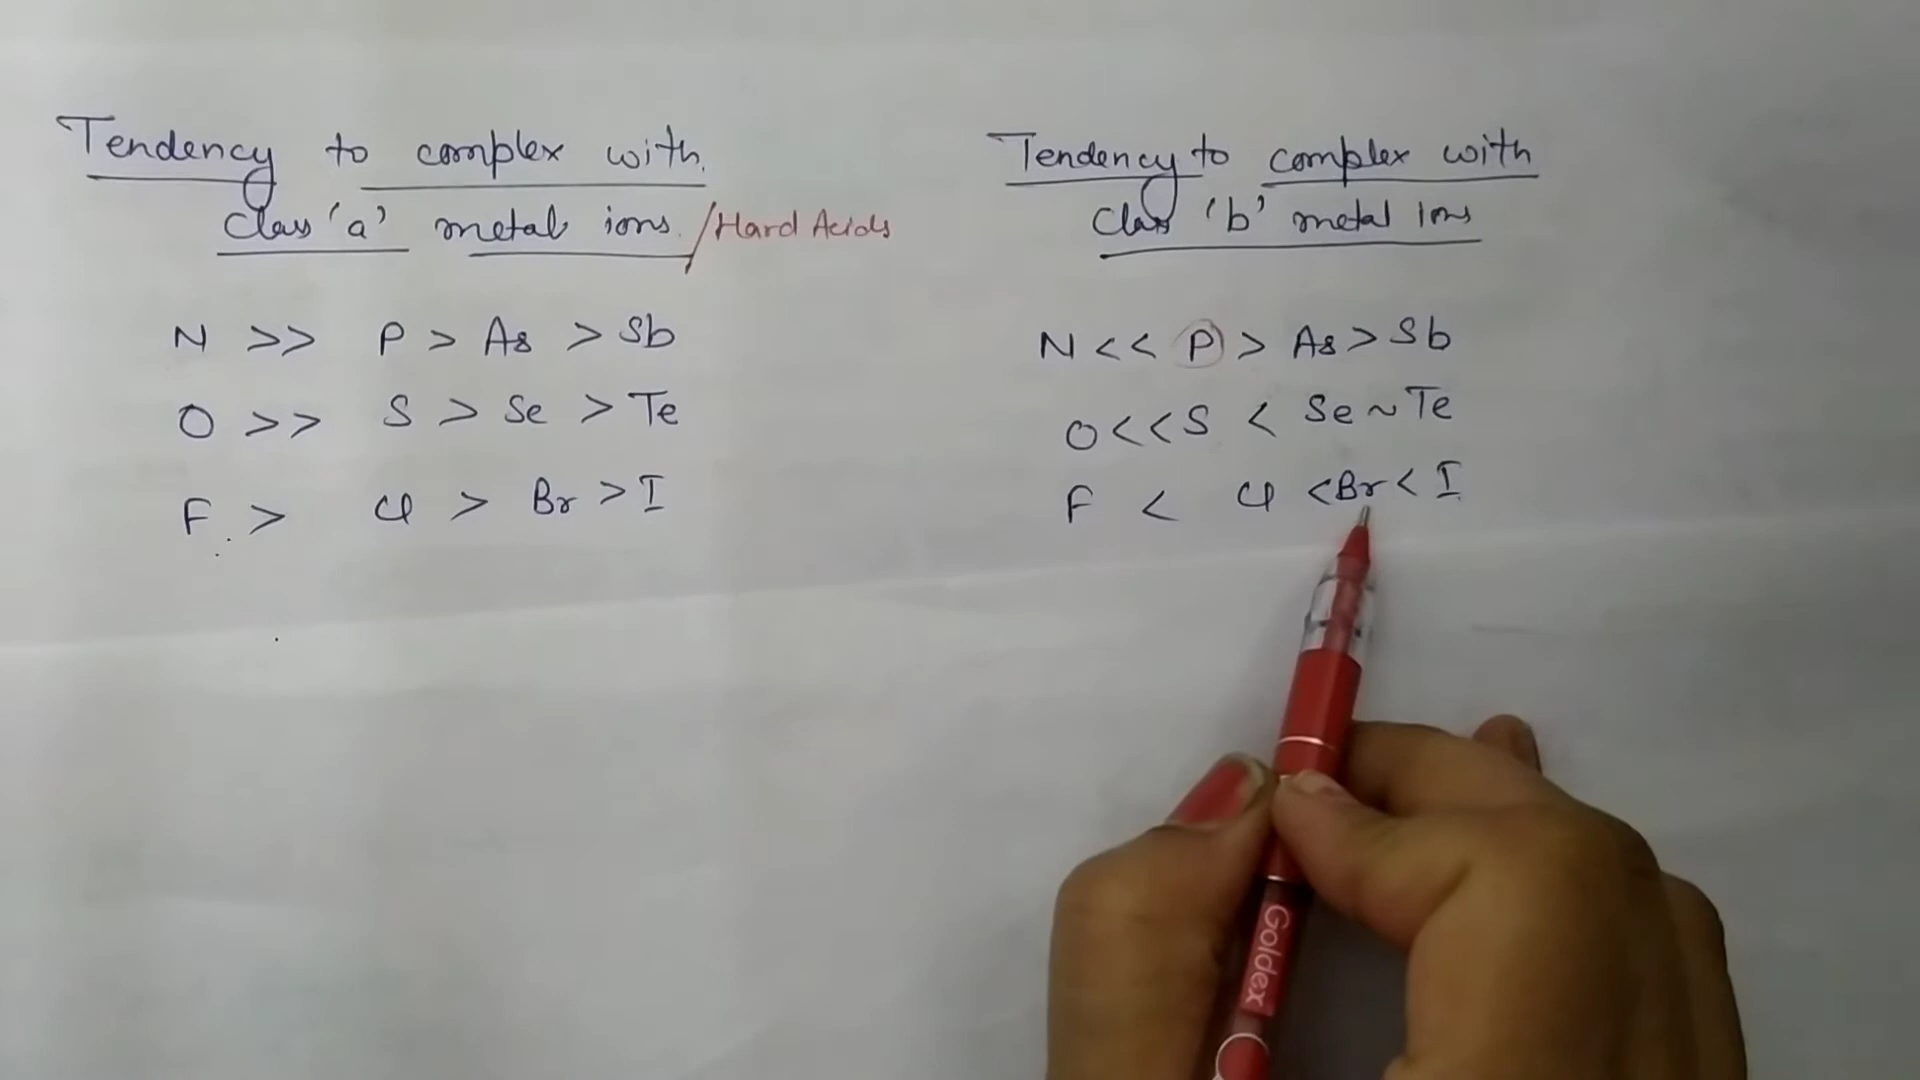 Tendency to complex with.
Class 'a' metal ions. / Hard Acids
N >> P > As > Sb
O >> S > Se > Te
F > Cl > Br > I
Tendency to complex with
Class 'b' metal ions
N << P > As > Sb
O << S < Se ~ Te
F < Cl < Br < I
Goldex